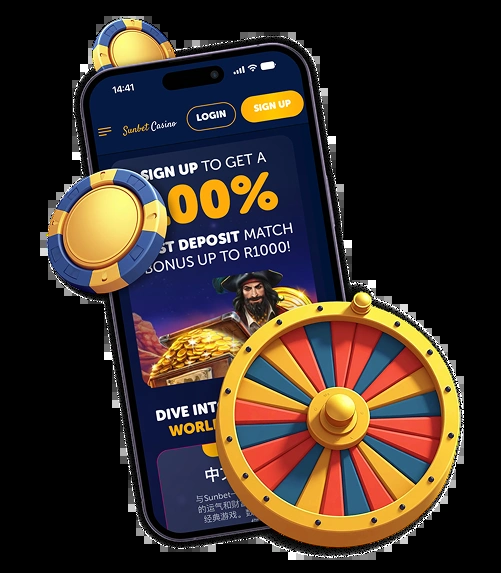 14:41
Sunbet Casino
LOGIN
SIGN UP
SIGN UP TO GET A
00%
ST DEPOSIT MATCH
BONUS UP TO R1000!
DIVE INT
WORL
中
与Sunbet一
的运气和财
经典游戏。